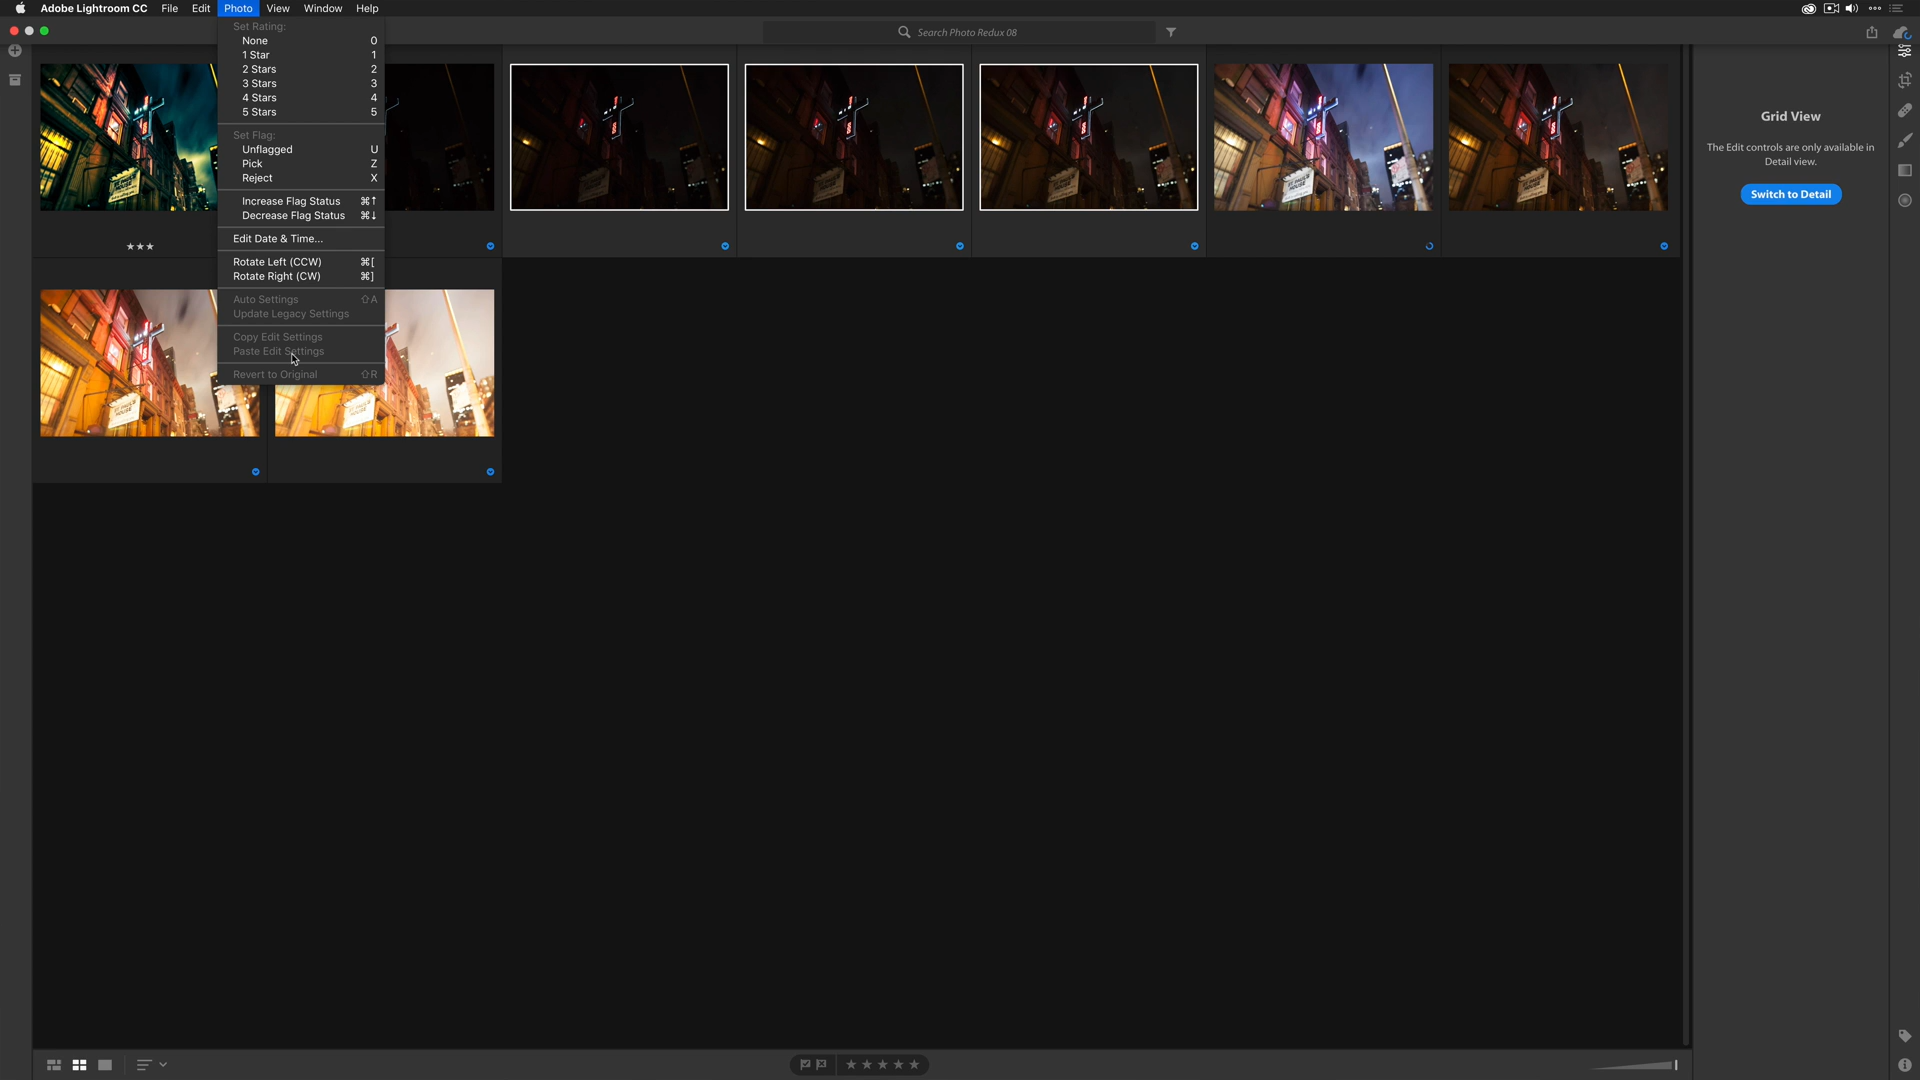 Adobe Lightroom CC File Edit Photo View Window Help
Search Photo Redux 08
Set Rating:
None 0
1 Star 1
2 Stars 2
3 Stars 3
4 Stars 4
5 Stars 5
Set Flag:
Unflagged U
Pick Z
Reject X
Increase Flag Status ⌘↑
Decrease Flag Status ⌘↓
Edit Date & Time...
Rotate Left (CCW) ⌘[
Rotate Right (CW) ⌘]
Auto Settings ⇧A
Update Legacy Settings
Copy Edit Settings
Paste Edit Settings
Revert to Original ⇧R
Grid View
The Edit controls are only available in
Detail view.
Switch to Detail